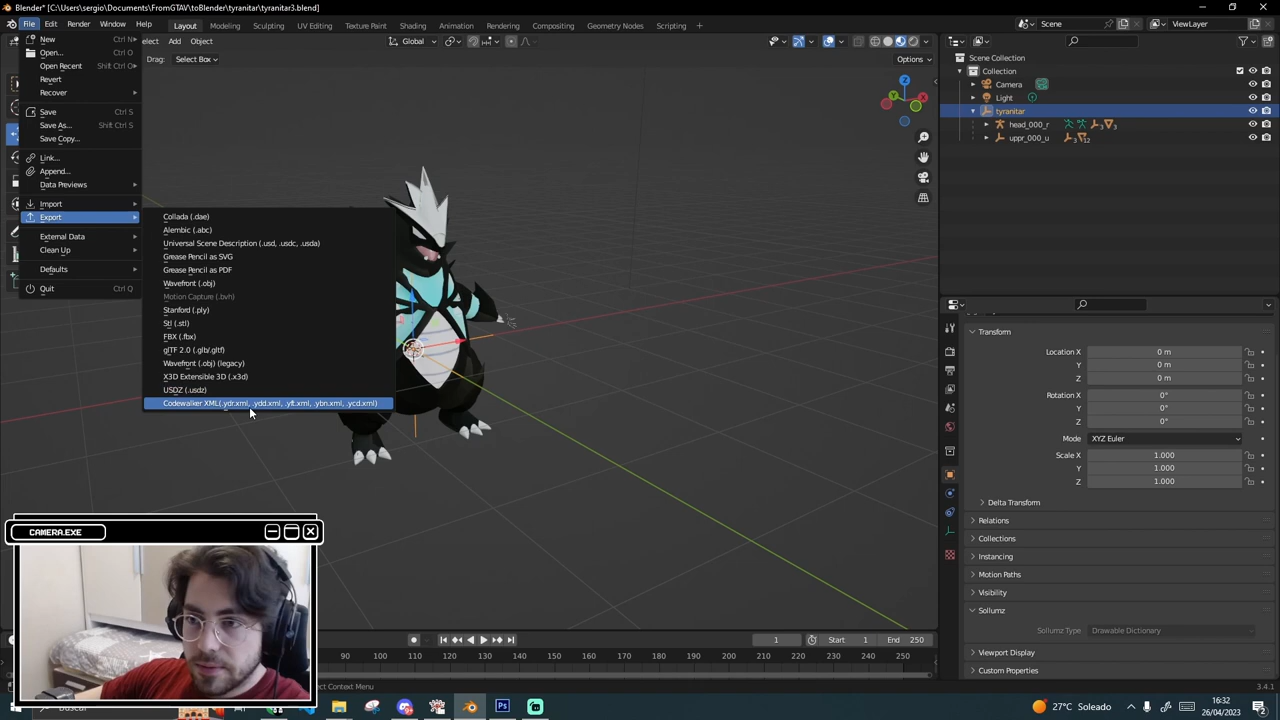 Blender* [C:\Users\sergio\Documents\FromGTAV\toBlender\tyranitar\tyranitar3.blend]
File Edit Render Window Help Layout Modeling Sculpting UV Editing Texture Paint Shading Animation Rendering Compositing Geometry Nodes Scripting Scene ViewLayer
New Ctrl N
elect Add Object Global
Open... Ctrl O
Drag: Select Box Options
Open Recent Shift Ctrl O
Revert
Recover
Save Ctrl S
Save As... Shift Ctrl S
Save Copy...
Link...
Append...
Data Previews
Import
Export
External Data
Clean Up
Defaults
Quit Ctrl Q
Collada (.dae)
Alembic (.abc)
Universal Scene Description (.usd, .usdc, .usda)
Grease Pencil as SVG
Grease Pencil as PDF
Wavefront (.obj)
Motion Capture (.bvh)
Stanford (.ply)
Stl (.stl)
FBX (.fbx)
glTF 2.0 (.glb/.gltf)
Wavefront (.obj) (legacy)
X3D Extensible 3D (.x3d)
USDZ (.usdz)
Codewalker XML(.ydr.xml, .ydd.xml, .yft.xml, .ybn.xml, .ycd.xml)
Z
Y
X
Scene Collection
Collection
Camera
Light
tyranitar
head_000_r 3 3
uppr_000_u 3 12
Transform
Location X 0 m
Y 0 m
Z 0 m
Rotation X 0°
Y 0°
Z 0°
Mode XYZ Euler
Scale X 1.000
Y 1.000
Z 1.000
Delta Transform
Relations
Collections
Instancing
Motion Paths
Visibility
Sollumz
Sollumz Type Drawable Dictionary
Viewport Display
Custom Properties
CAMERA.EXE
1 Start 1 End 250
90 100 110 120 130 140 150 160 170 180 190 200 210 220 230 240 250
ect Context Menu 3.4.1
Buscar Ps Soleado 16:32